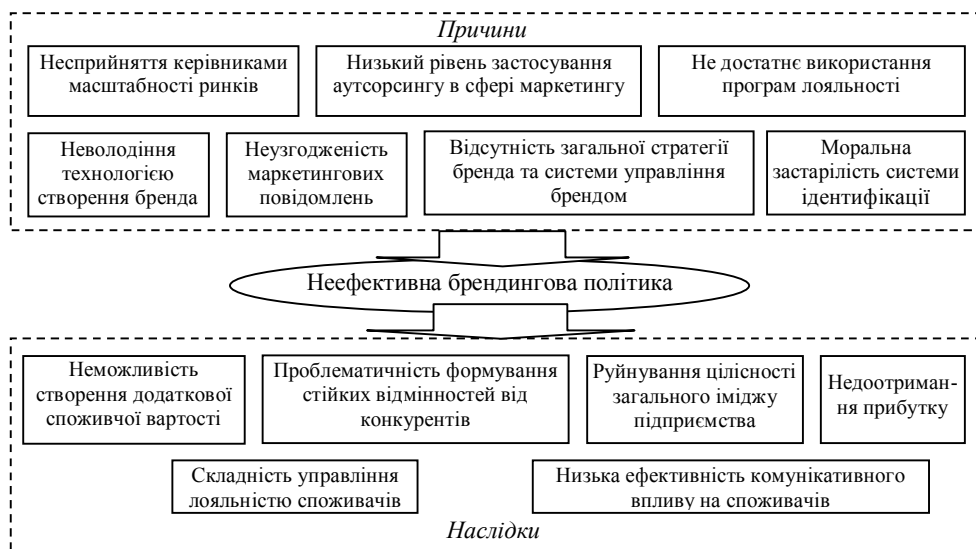 Причини
Несприйняття керівниками
масштабності ринків
Низький рівень застосування
аутсорсингу в сфері маркетингу
Не достатнє використання
програм лояльності
Неволодіння
технологією
створення бренда
Неузгодженість
маркетингових
повідомлень
Відсутність загальної стратегії
бренда та системи управління
брендом
Моральна
застарілість системи
ідентифікації
Неефективна брендингова політика
Неможливість
створення додаткової
споживчої вартості
Проблематичність формування
стійких відмінностей від
конкурентів
Руйнування цілісності
загального іміджу
підприємства
Недоотриман-
ня прибутку
Складність управління
лояльністю споживачів
Низька ефективність комунікативного
впливу на споживачів
Наслідки